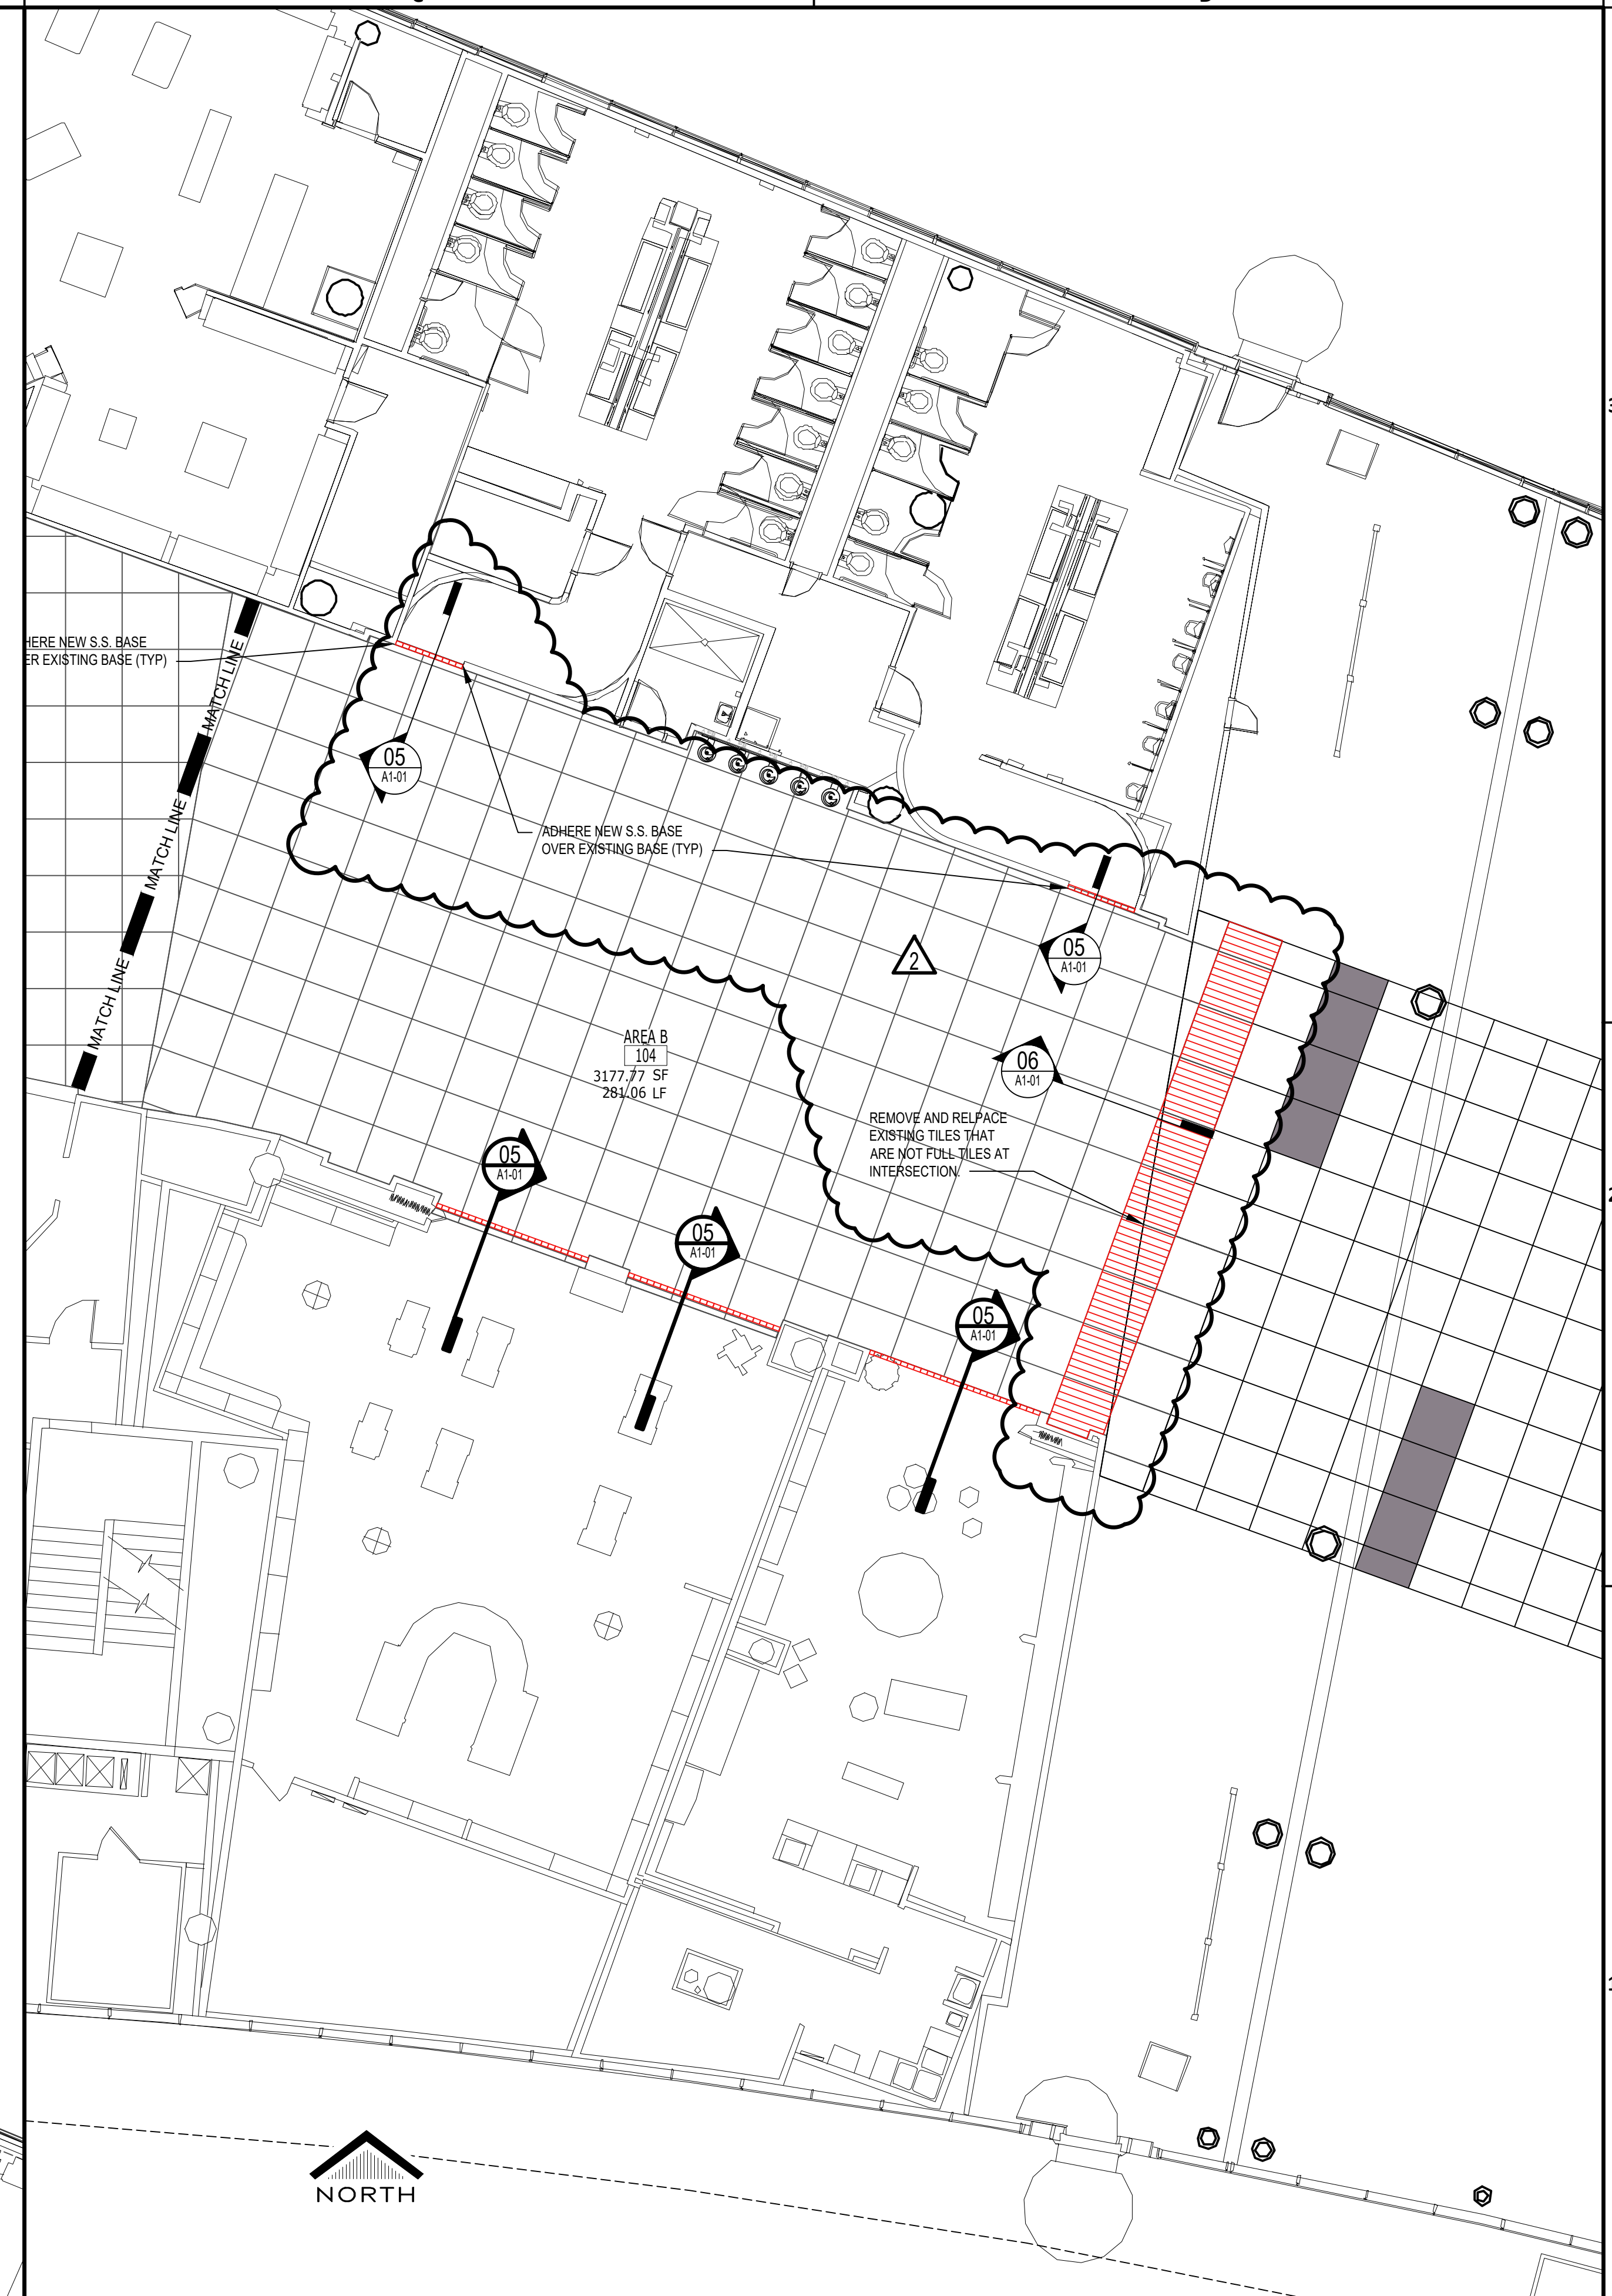 HERE NEW S.S. BASE
ER EXISTING BASE (TYP)
MATCH LINE
MATCH LINE
MATCH LINE
MATCH LINE
05
A1-01
ADHERE NEW S.S. BASE
OVER EXISTING BASE (TYP)
2
05
A1-01
AREA B
104
3177.77 SF
281.06 LF
06
A1-01
REMOVE AND RELPACE
EXISTING TILES THAT
ARE NOT FULL TILES AT
INTERSECTION.
05
A1-01
05
A1-01
05
A1-01
NORTH